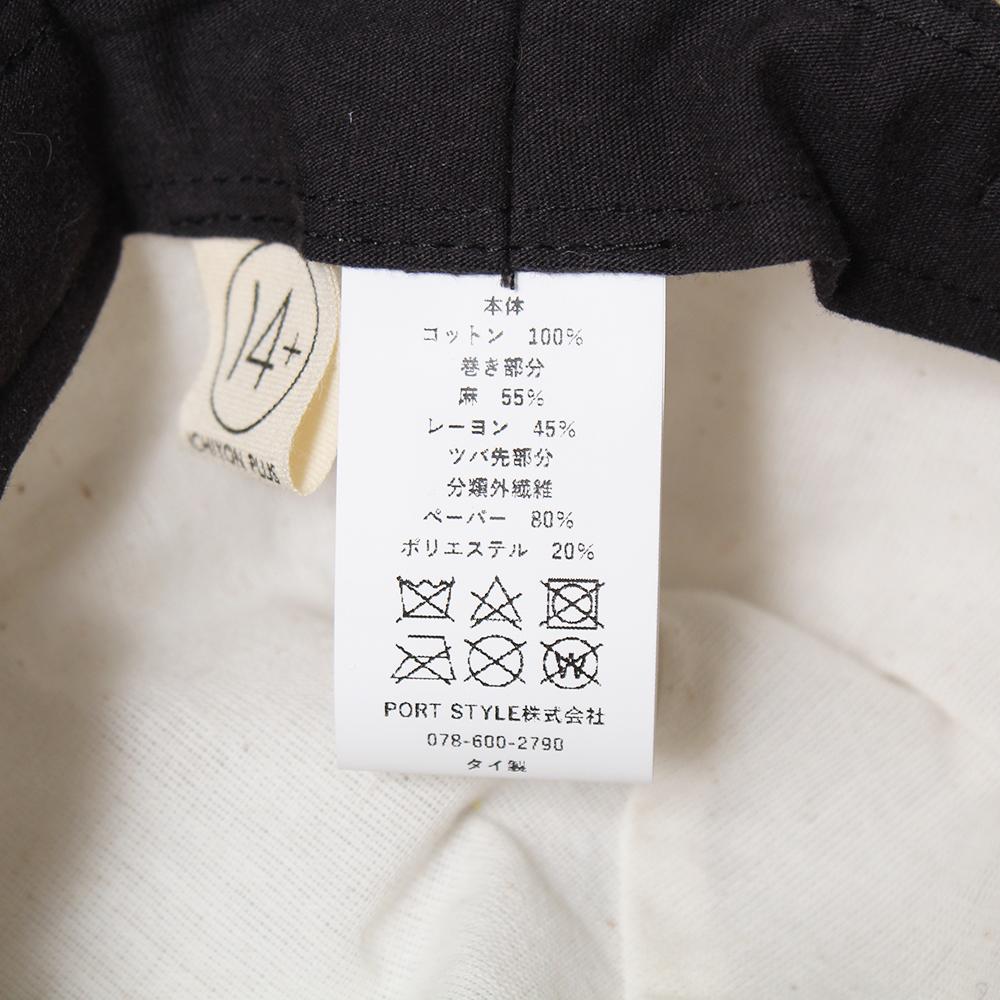 14+
ICHIYON PLUS
本体
コットン 100%
巻き部分
麻 55%
レーヨン 45%
ツバ先部分
分類外繊維
ペーパー 80%
ポリエステル 20%
W
PORT STYLE株式会社
078-600-2790
タイ製